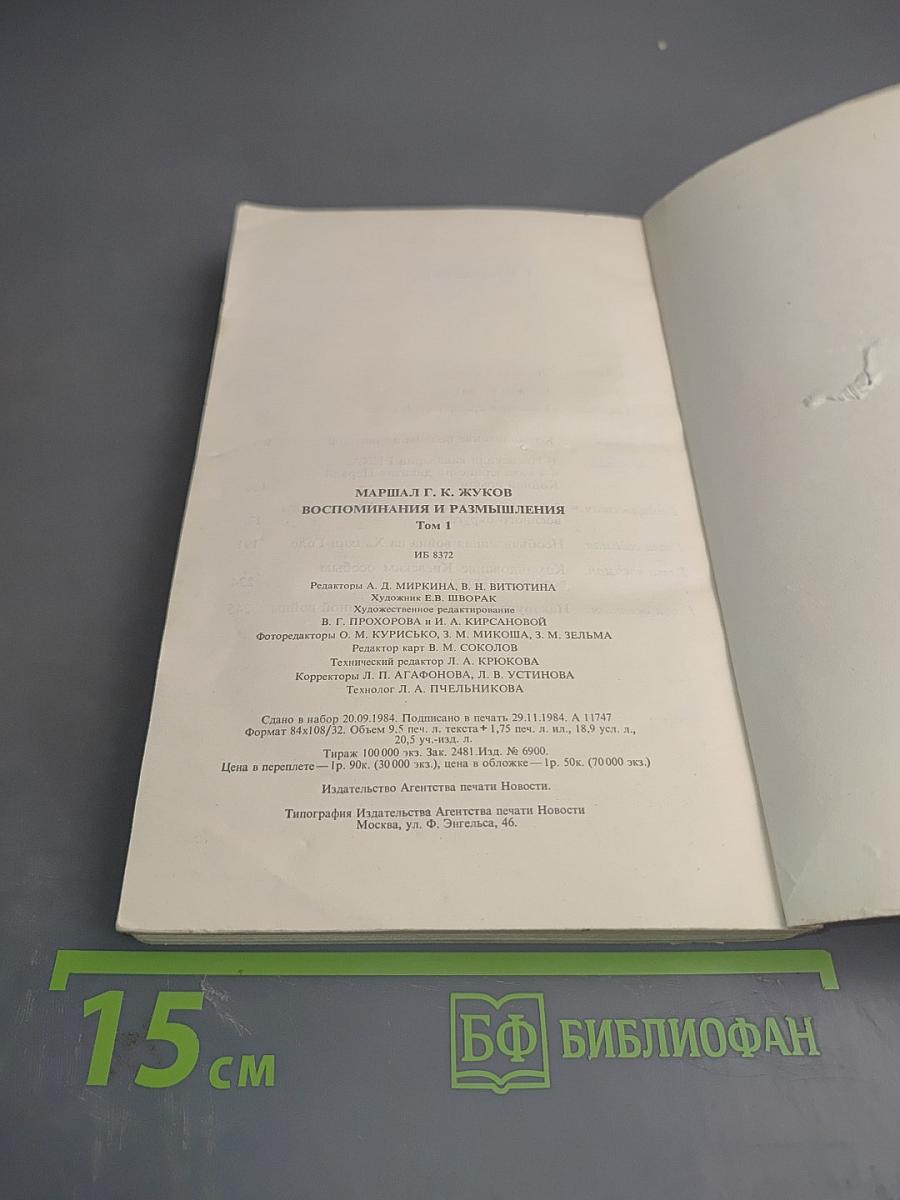 МАРШАЛ Г. К. ЖУКОВ
ВОСПОМИНАНИЯ И РАЗМЫШЛЕНИЯ
Том 1
ИБ 8372
Редакторы А. Д. МИРКИНА, В. Н. ВИТЮТИНА
Художник Е.В. ШВОРАК
Художественное редактирование
В. Г. ПРОХОРОВА и И. А. КИРСАНОВОЙ
Фоторедакторы О. М. КУРИСЬКО, З. М. МИКОША, З. М. ЗЕЛЬМА
Редактор карт В. М. СОКОЛОВ
Технический редактор Л. А. КРЮКОВА
Корректоры Л. П. АГАФОНОВА, Л. В. УСТИНОВА
Технолог Л. А. ПЧЕЛЬНИКОВА
Сдано в набор 20.09.1984. Подписано в печать 29.11.1984. А 11747
Формат 84х108/32. Объем 9,5 печ. л. текста + 1,75 печ. л. ил., 18,9 усл. л.,
20,5 уч.-изд. л.
Тираж 100 000 экз. Зак. 2481 Изд. № 6900.
Цена в переплете — 1р. 90к. (30 000 экз.), цена в обложке — 1р. 50к. (70 000 экз.)
Издательство Агентства печати Новости.
Типография Издательства Агентства печати Новости
Москва, ул. Ф. Энгельса, 46.
15 см
БФ БИБЛИОФАН